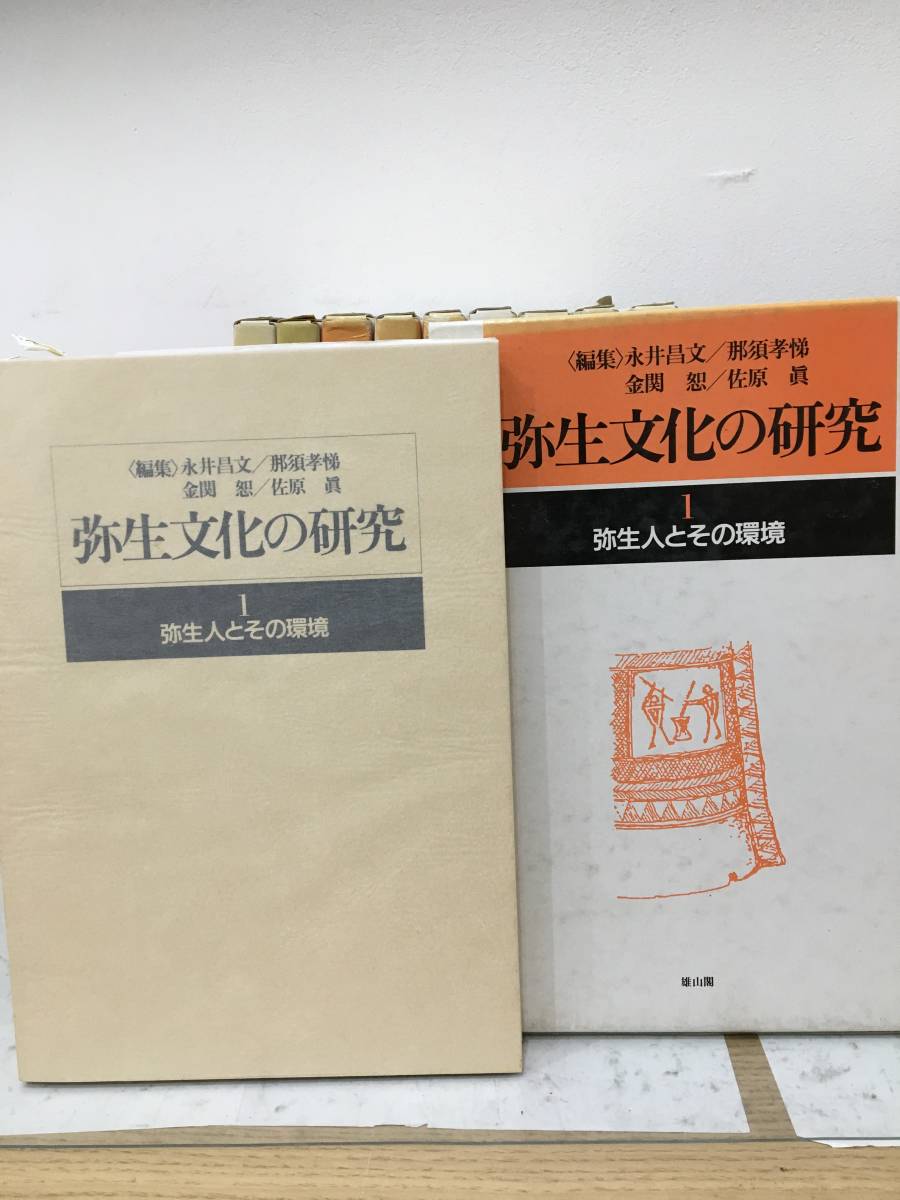 〈編集〉永井昌文／那須孝悌
金関 恕／佐原 眞
弥生文化の研究
1
弥生人とその環境
〈編集〉永井昌文／那須孝悌
金関 恕／佐原 眞
弥生文化の研究
1
弥生人とその環境
雄山閣